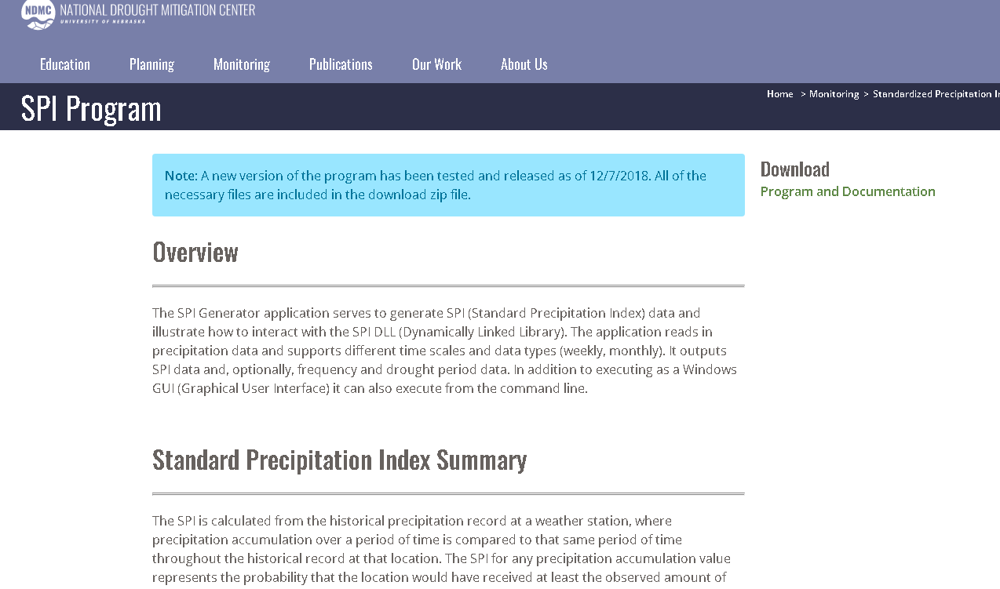 NDMC NATIONAL DROUGHT MITIGATION CENTER
UNIVERSITY OF NEBRASKA
Education Planning Monitoring Publications Our Work About Us
SPI Program
Home > Monitoring > Standardized Precipitation
Note: A new version of the program has been tested and released as of 12/7/2018. All of the
necessary files are included in the download zip file.
Download
Program and Documentation
Overview
The SPI Generator application serves to generate SPI (Standard Precipitation Index) data and
illustrate how to interact with the SPI DLL (Dynamically Linked Library). The application reads in
precipitation data and supports different time scales and data types (weekly, monthly). It outputs
SPI data and, optionally, frequency and drought period data. In addition to executing as a Windows
GUI (Graphical User Interface) it can also execute from the command line.
Standard Precipitation Index Summary
The SPI is calculated from the historical precipitation record at a weather station, where
precipitation accumulation over a period of time is compared to that same period of time
throughout the historical record at that location. The SPI for any precipitation accumulation value
represents the probability that the location would have received at least the observed amount of